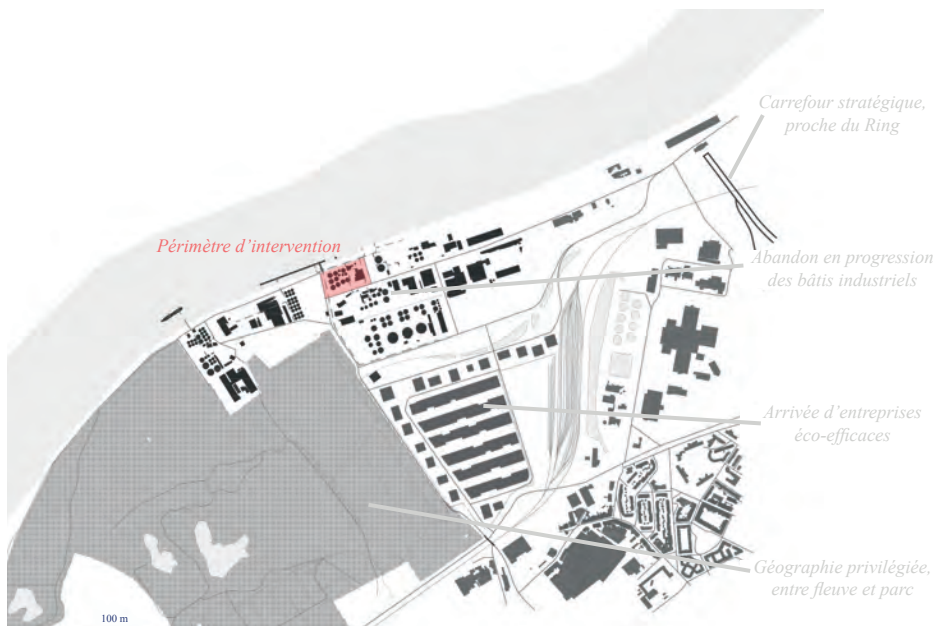 Carrefour stratégique,
proche du Ring
Périmètre d’intervention
Abandon en progression
des bâtis industriels
Arrivée d’entreprises
éco-efficaces
Géographie privilégiée,
entre fleuve et parc
100 m